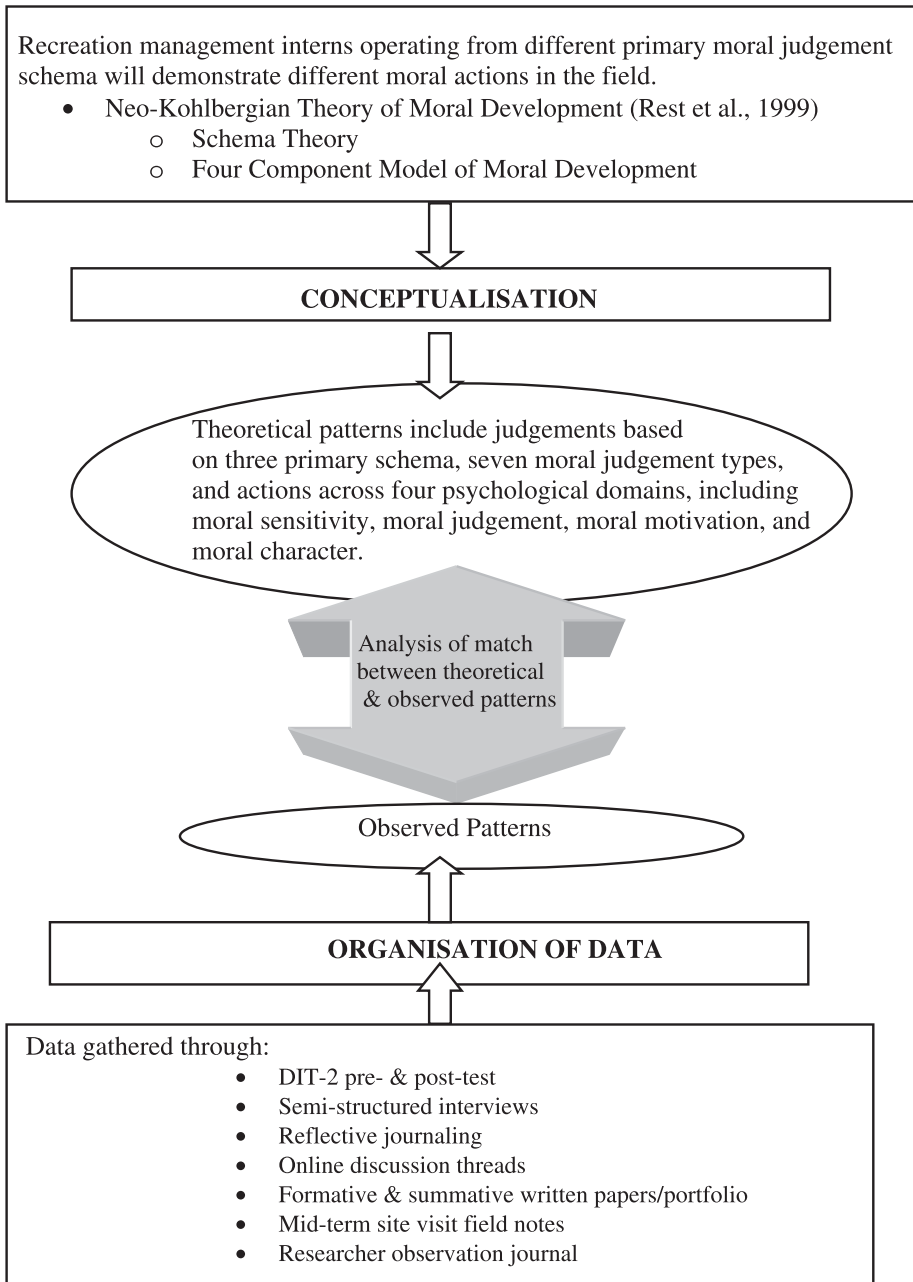 Recreation management interns operating from different primary moral judgement
schema will demonstrate different moral actions in the field.
• Neo-Kohlbergian Theory of Moral Development (Rest et al., 1999)
o Schema Theory
o Four Component Model of Moral Development
CONCEPTUALISATION
Theoretical patterns include judgements based
on three primary schema, seven moral judgement types,
and actions across four psychological domains, including
moral sensitivity, moral judgement, moral motivation, and
moral character.
Analysis of match
between theoretical
& observed patterns
Observed Patterns
ORGANISATION OF DATA
Data gathered through:
• DIT-2 pre- & post-test
• Semi-structured interviews
• Reflective journaling
• Online discussion threads
• Formative & summative written papers/portfolio
• Mid-term site visit field notes
• Researcher observation journal